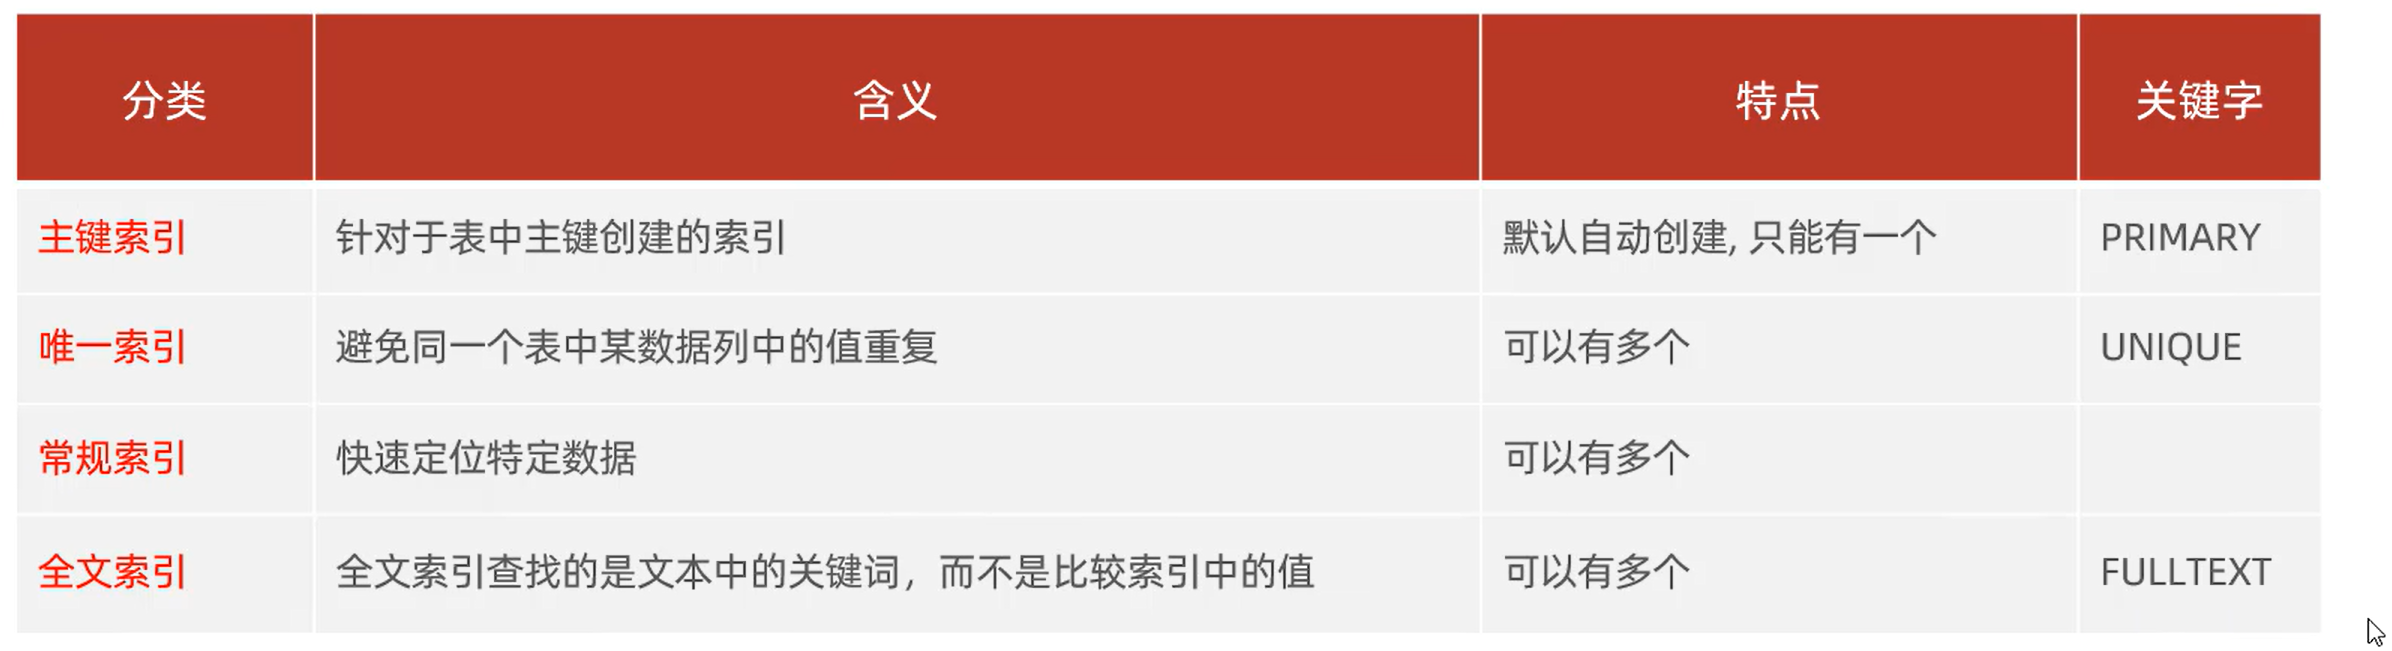 分类 含义 特点 关键字
主键索引 针对于表中主键创建的索引 默认自动创建, 只能有一个 PRIMARY
唯一索引 避免同一个表中某数据列中的值重复 可以有多个 UNIQUE
常规索引 快速定位特定数据 可以有多个
全文索引 全文索引查找的是文本中的关键词，而不是比较索引中的值 可以有多个 FULLTEXT